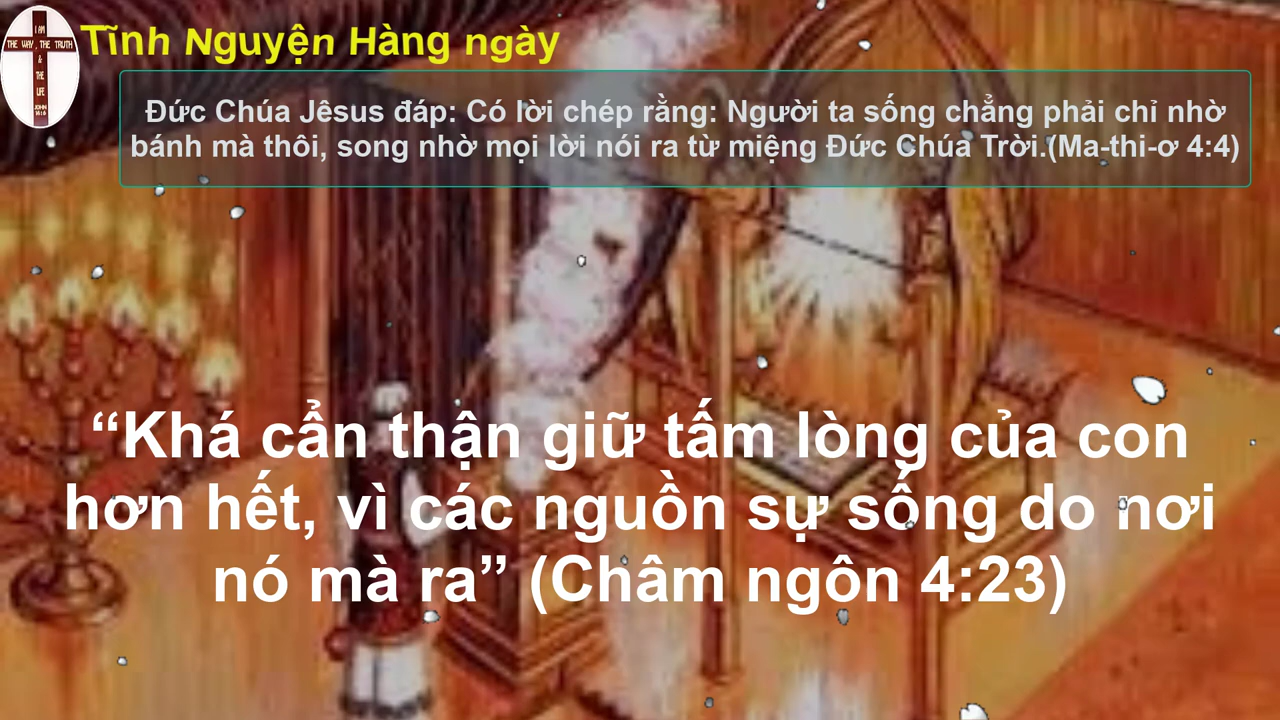 I AM
THE WAY, THE TRUTH
&
THE
LIFE
JOHN
14:6
Tĩnh Nguyện Hàng ngày
Đức Chúa Jêsus đáp: Có lời chép rằng: Người ta sống chẳng phải chỉ nhờ
bánh mà thôi, song nhờ mọi lời nói ra từ miệng Đức Chúa Trời.(Ma-thi-ơ 4:4)
“Khá cẩn thận giữ tấm lòng của con
hơn hết, vì các nguồn sự sống do nơi
nó mà ra” (Châm ngôn 4:23)